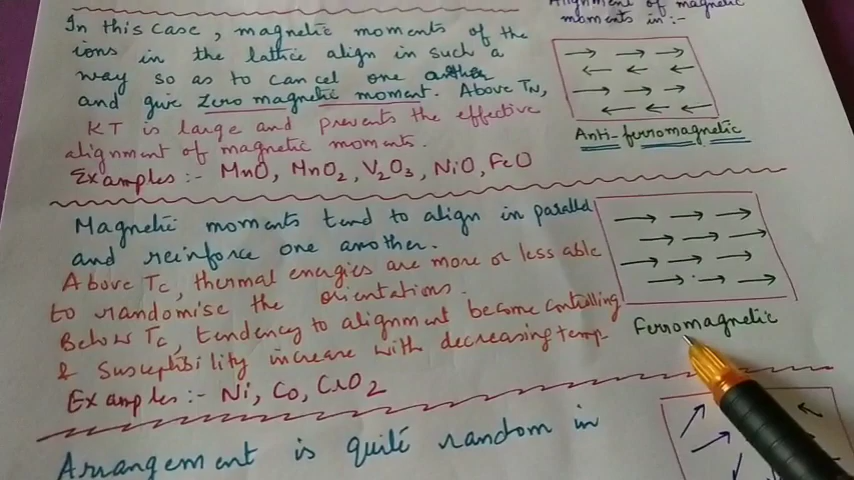 Alignment of magnetic
moments in :-
In this case, magnetic moments of the
ions in the lattice align in such a
way so as to cancel one another
and give zero magnetic moment. Above TN,
KT is large and prevents the effective
alignment of magnetic moments.
Examples :- MnO, MnO2, V2O3, NiO, FeO
Anti-ferromagnetic
Magnetic moments tend to align in parallel
and reinforce one another.
Above Tc, thermal energies are more or less able
to randomise the orientations.
Below Tc, tendency to alignment become controlling
& susceptibility increase with decreasing temp
Examples :- Ni, Co, CrO2
Ferromagnetic
Arrangement is quite random in